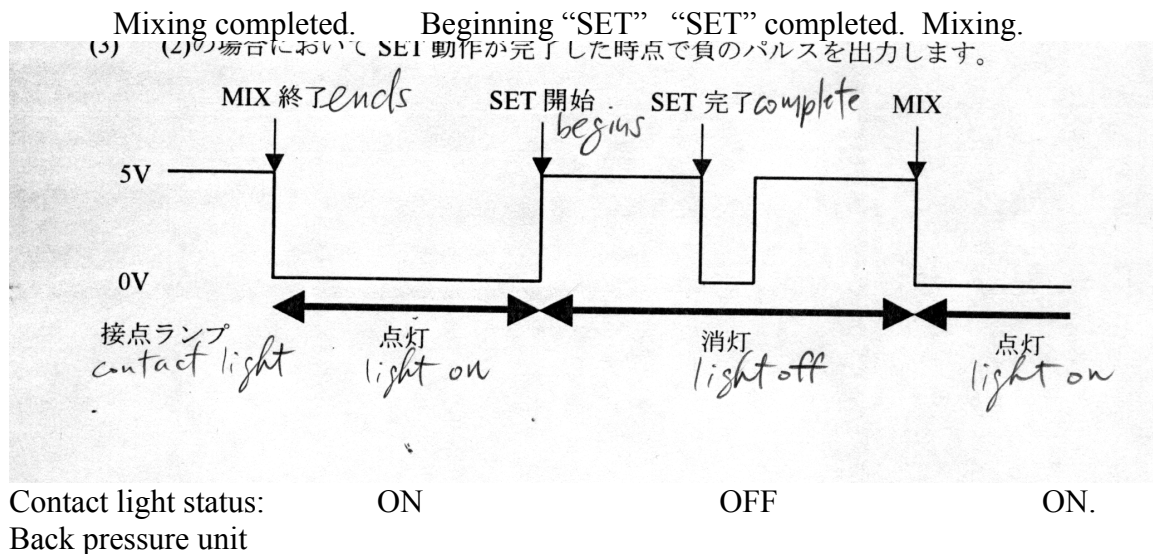 Mixing completed. Beginning “SET” “SET” completed. Mixing.
(3) (2)の場合において SET 動作が完了した時点で負のパルスを出力します。
MIX 終了 ends SET 開始 SET 完了 complete MIX
begins
5V
0V
接点ランプ 点灯 消灯 点灯
contact light light on light off light on
Contact light status: ON OFF ON.
Back pressure unit